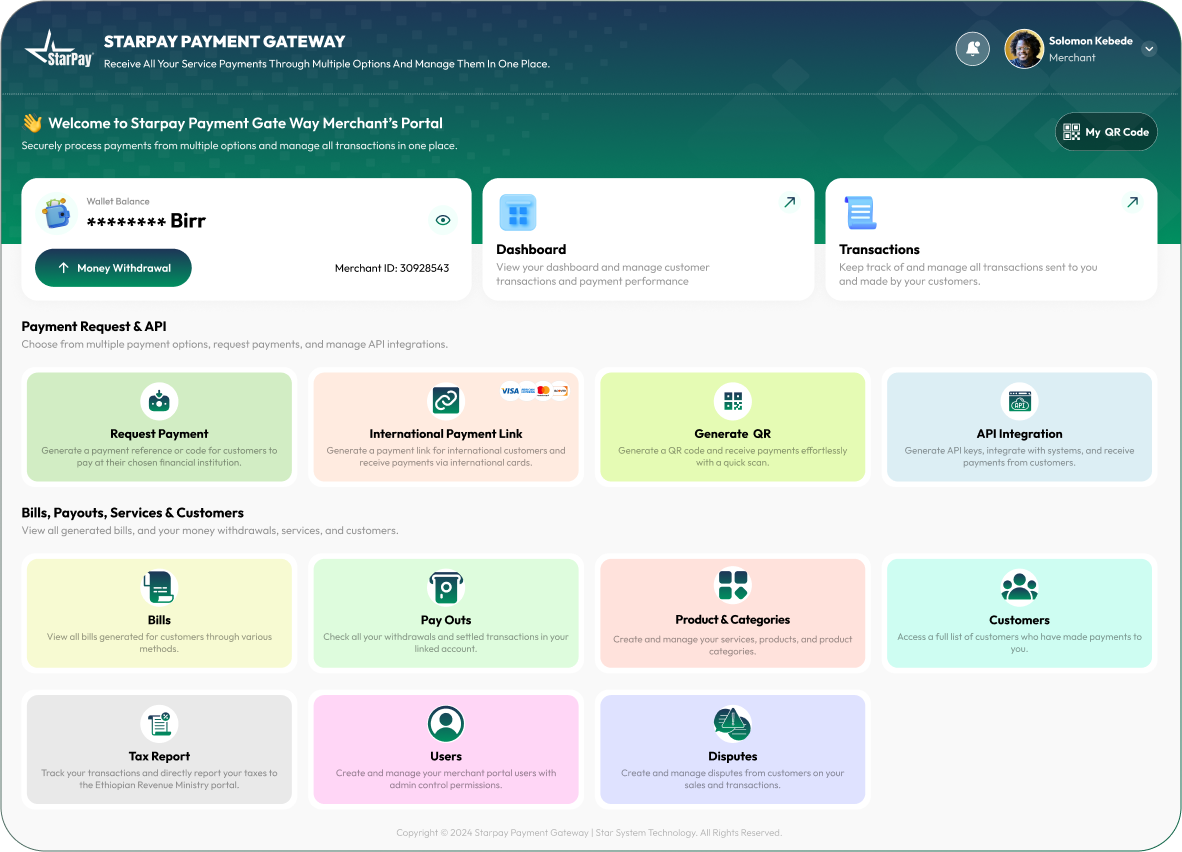 StarPay
STARPAY PAYMENT GATEWAY
Receive All Your Service Payments Through Multiple Options And Manage Them In One Place.
Solomon Kebede
Merchant
Welcome to Starpay Payment Gate Way Merchant's Portal
Securely process payments from multiple options and manage all transactions in one place.
My QR Code
Wallet Balance
******** Birr
Money Withdrawal
Merchant ID: 30928543
Dashboard
View your dashboard and manage customer
transactions and payment performance
Transactions
Keep track of and manage all transactions sent to you
and made by your customers.
Payment Request & API
Choose from multiple payment options, request payments, and manage API integrations.
Request Payment
Generate a payment reference or code for customers to
pay at their chosen financial institution.
VISA
International Payment Link
Generate a payment link for international customers and
receive payments via international cards.
Generate QR
Generate a QR code and receive payments effortlessly
with a quick scan.
API
API Integration
Generate API keys, integrate with systems, and receive
payments from customers.
Bills, Payouts, Services & Customers
View all generated bills, and your money withdrawals, services, and customers.
Bills
View all bills generated for customers through various
methods.
Pay Outs
Check all your withdrawals and settled transactions in your
linked account.
Product & Categories
Create and manage your services, products, and product
categories.
Customers
Access a full list of customers who have made payments to
you.
Tax Report
Track your transactions and directly report your taxes to
the Ethiopian Revenue Ministry portal.
Users
Create and manage your merchant portal users with
admin control permissions.
Disputes
Create and manage disputes from customers on your
sales and transactions.
Copyright © 2024 Starpay Payment Gateway | Star System Technology. All Rights Reserved.